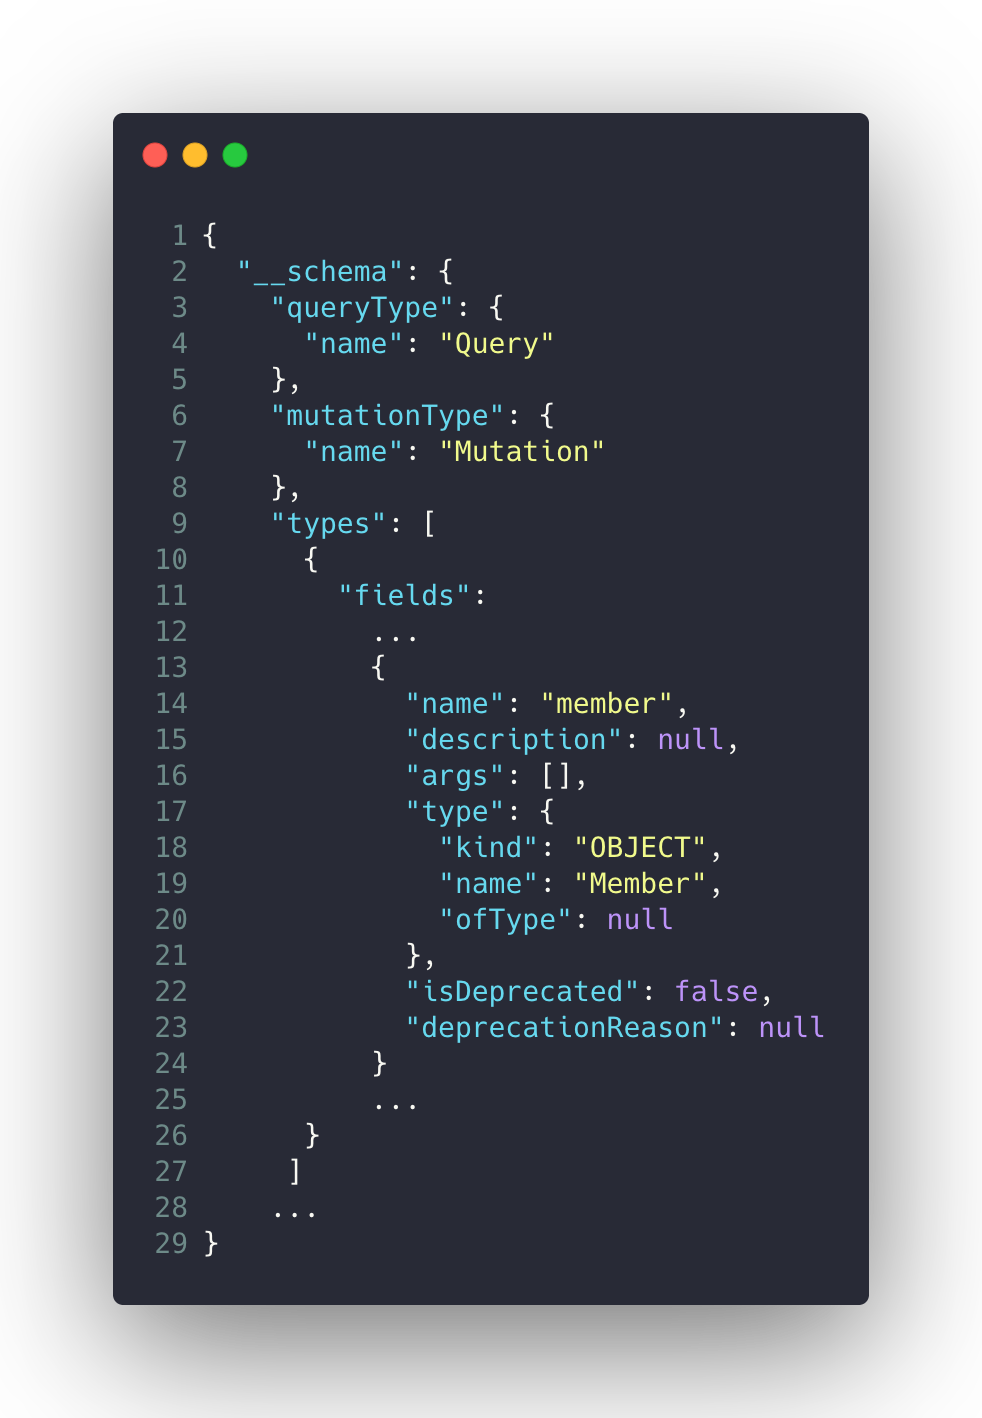 1 {
2   "__schema": {
3     "queryType": {
4       "name": "Query"
5     },
6     "mutationType": {
7       "name": "Mutation"
8     },
9     "types": [
10       {
11         "fields":
12           ...
13           {
14             "name": "member",
15             "description": null,
16             "args": [],
17             "type": {
18               "kind": "OBJECT",
19               "name": "Member",
20               "ofType": null
21             },
22             "isDeprecated": false,
23             "deprecationReason": null
24           }
25           ...
26       }
27      ]
28     ...
29 }